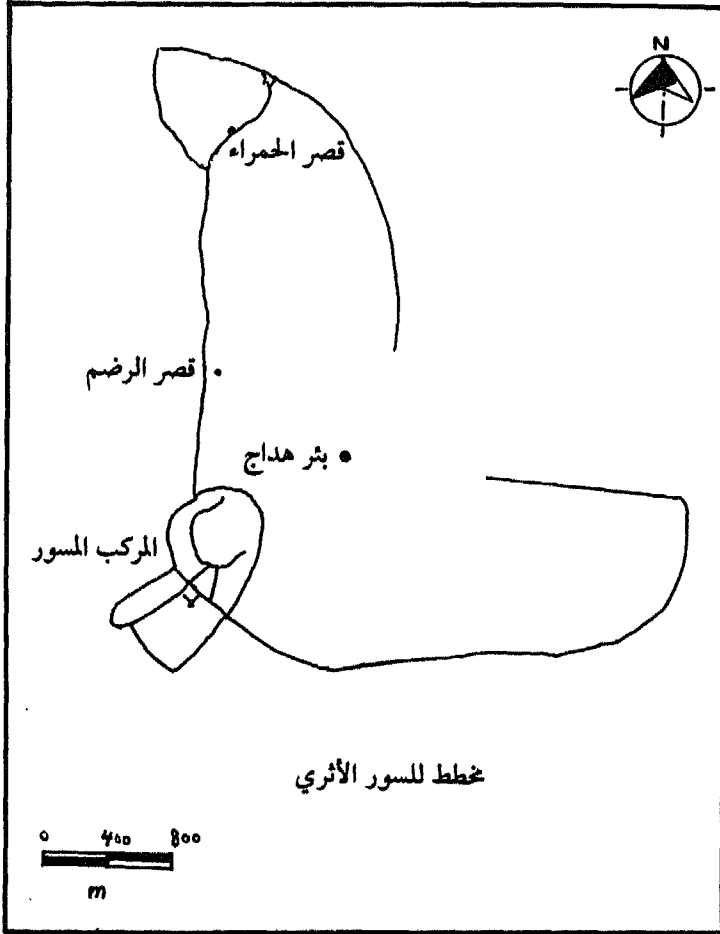 N
قصر الحمراء
قصر الرضم
بئر هداج
المركب المسور
مخطط للسور الأثري
0 400 800
m